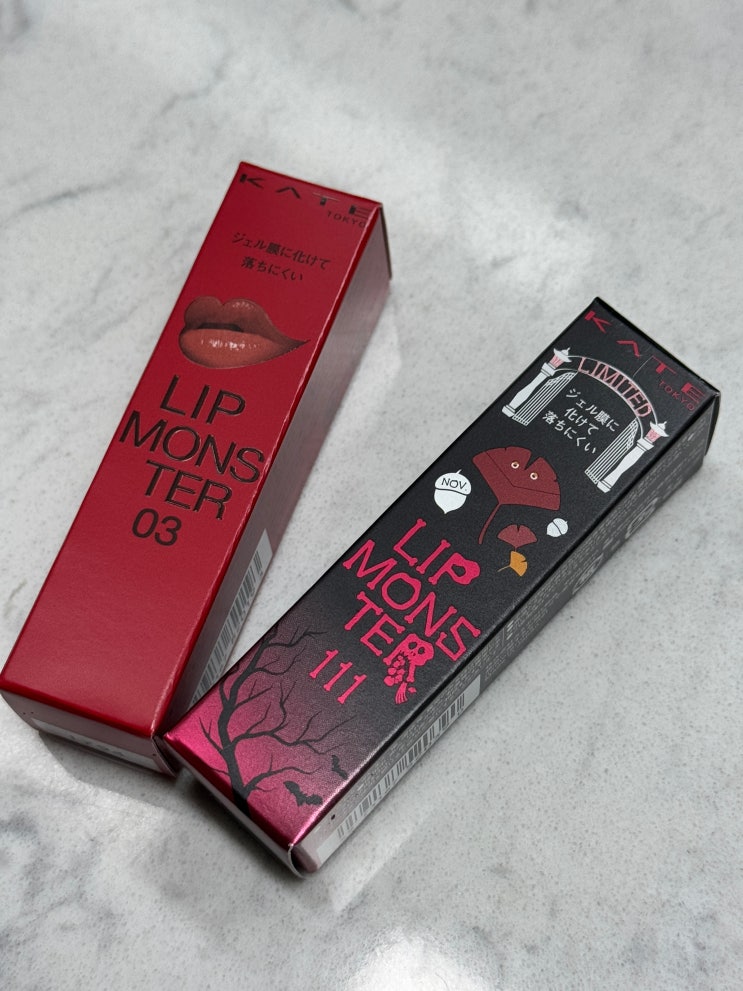 KATE
TOKYO
ジェル膜に化けて
落ちにくい
LIP
MONS
TER
03
KATE
TOKYO
LIMITED
ジェル膜に
化けて
落ちにくい
NOV.
LIP
MONS
TER
111